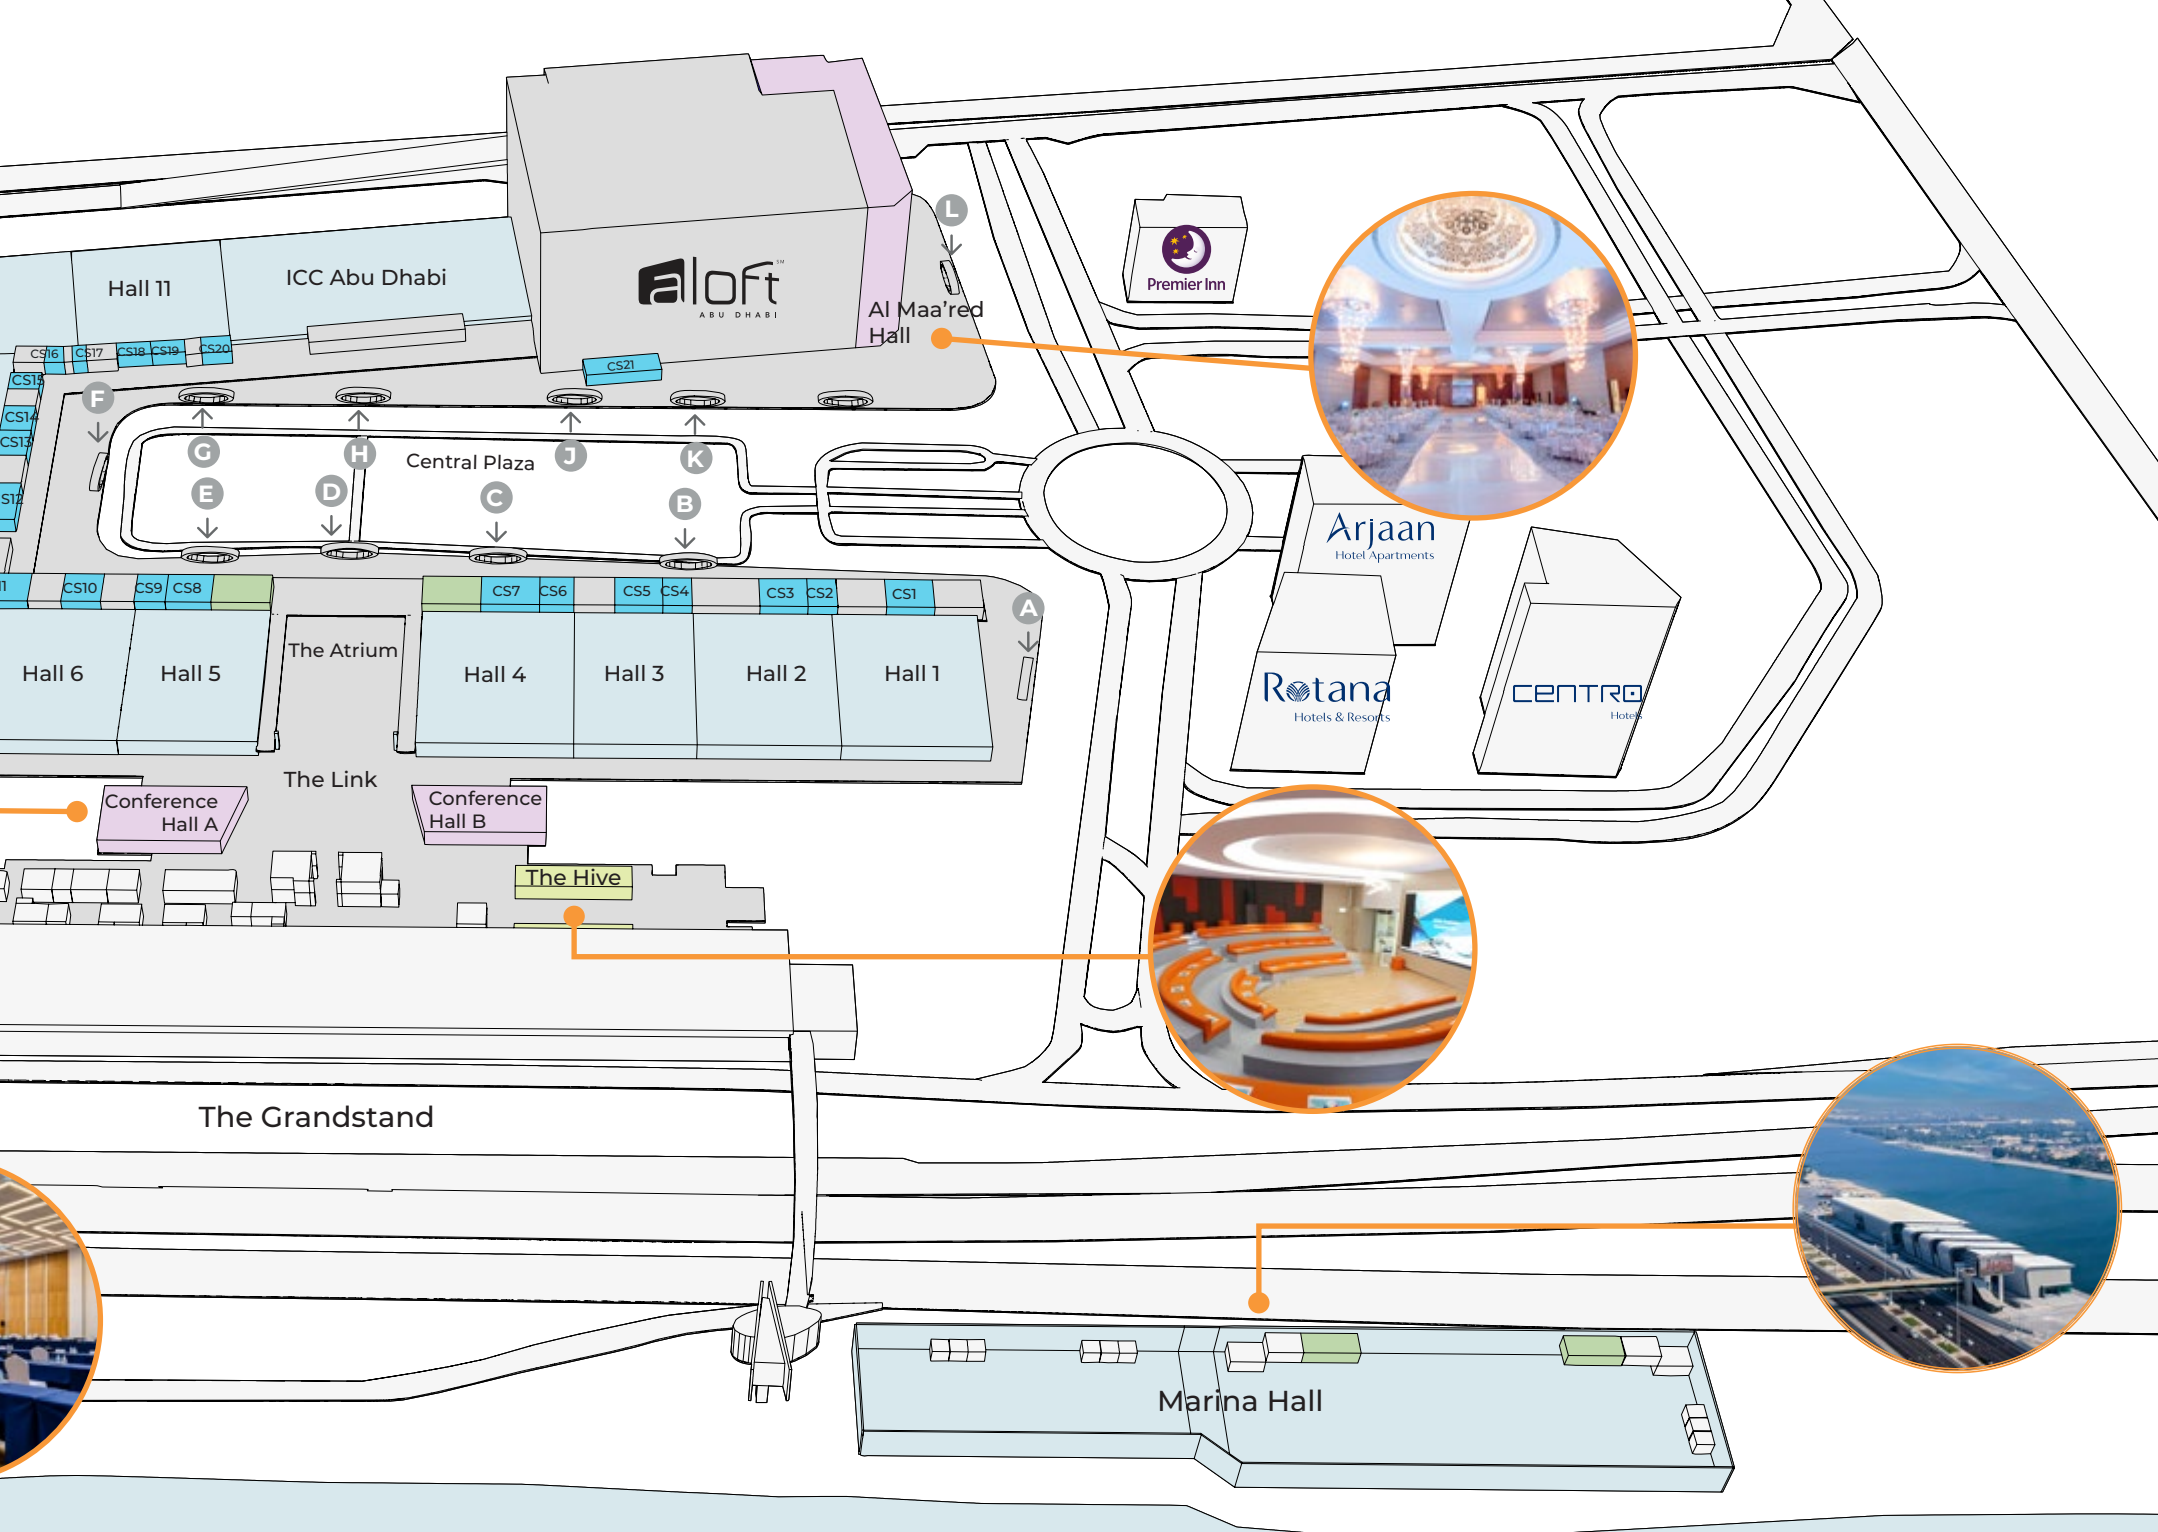 L
Premier Inn
Hall 11
ICC Abu Dhabi
aloft
SM
ABU DHABI
Al Maa'red
Hall
CS16
CS17
CS18
CS19
CS20
CS21
CS15
CS14
CS13
S12
F
G
H
J
K
Central Plaza
E
D
C
B
A
Arjaan
Hotel Apartments
CS10
CS9
CS8
CS7
CS6
CS5
CS4
CS3
CS2
CS1
The Atrium
Hall 6
Hall 5
Hall 4
Hall 3
Hall 2
Hall 1
Rotana
Hotels & Resorts
CENTRO
Hotels
The Link
Conference
Hall A
Conference
Hall B
The Hive
The Grandstand
Marina Hall